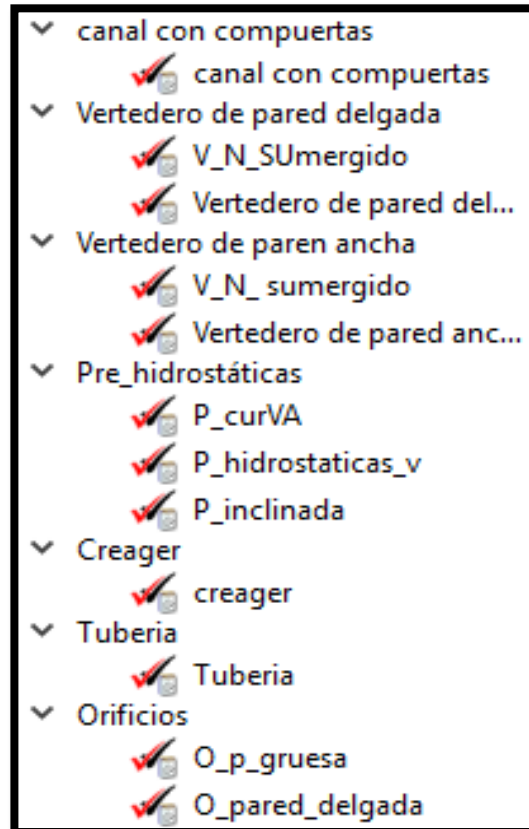 canal con compuertas
canal con compuertas
Vertedero de pared delgada
V_N_SUmergido
Vertedero de pared del...
Vertedero de paren ancha
V_N_ sumergido
Vertedero de pared anc...
Pre_hidrostáticas
P_curVA
P_hidrostaticas_v
P_inclinada
Creager
creager
Tuberia
Tuberia
Orificios
O_p_gruesa
O_pared_delgada